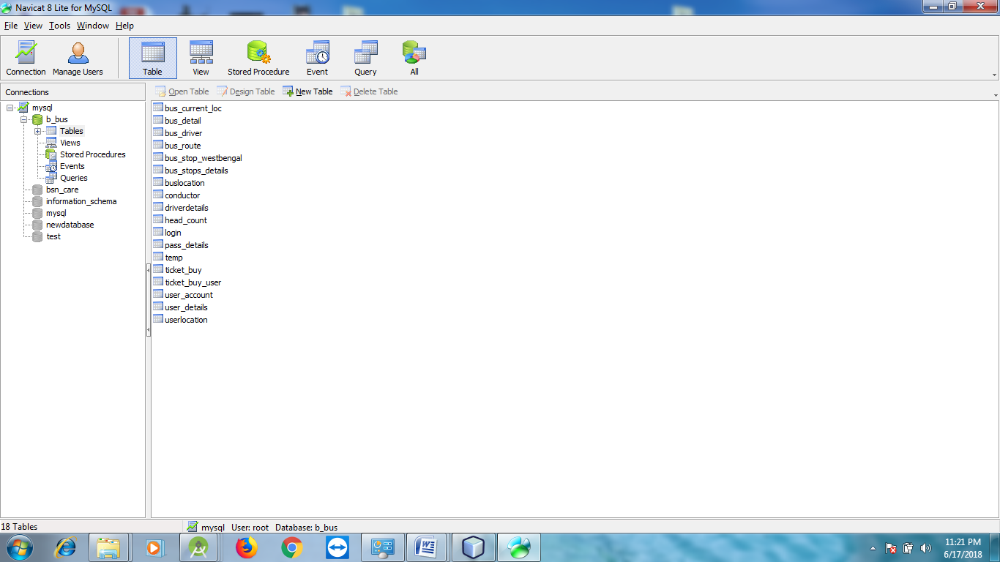 Navicat 8 Lite for MySQL
File View Tools Window Help
Connection Manage Users Table View Stored Procedure Event Query All
Connections
Open Table Design Table New Table Delete Table
mysql
b_bus
Tables
Views
Stored Procedures
Events
Queries
bsn_care
information_schema
mysql
newdatabase
test
bus_current_loc
bus_detail
bus_driver
bus_route
bus_stop_westbengal
bus_stops_details
buslocation
conductor
driverdetails
head_count
login
pass_details
temp
ticket_buy
ticket_buy_user
user_account
user_details
userlocation
18 Tables
mysql User: root Database: b_bus
11:21 PM
6/17/2018